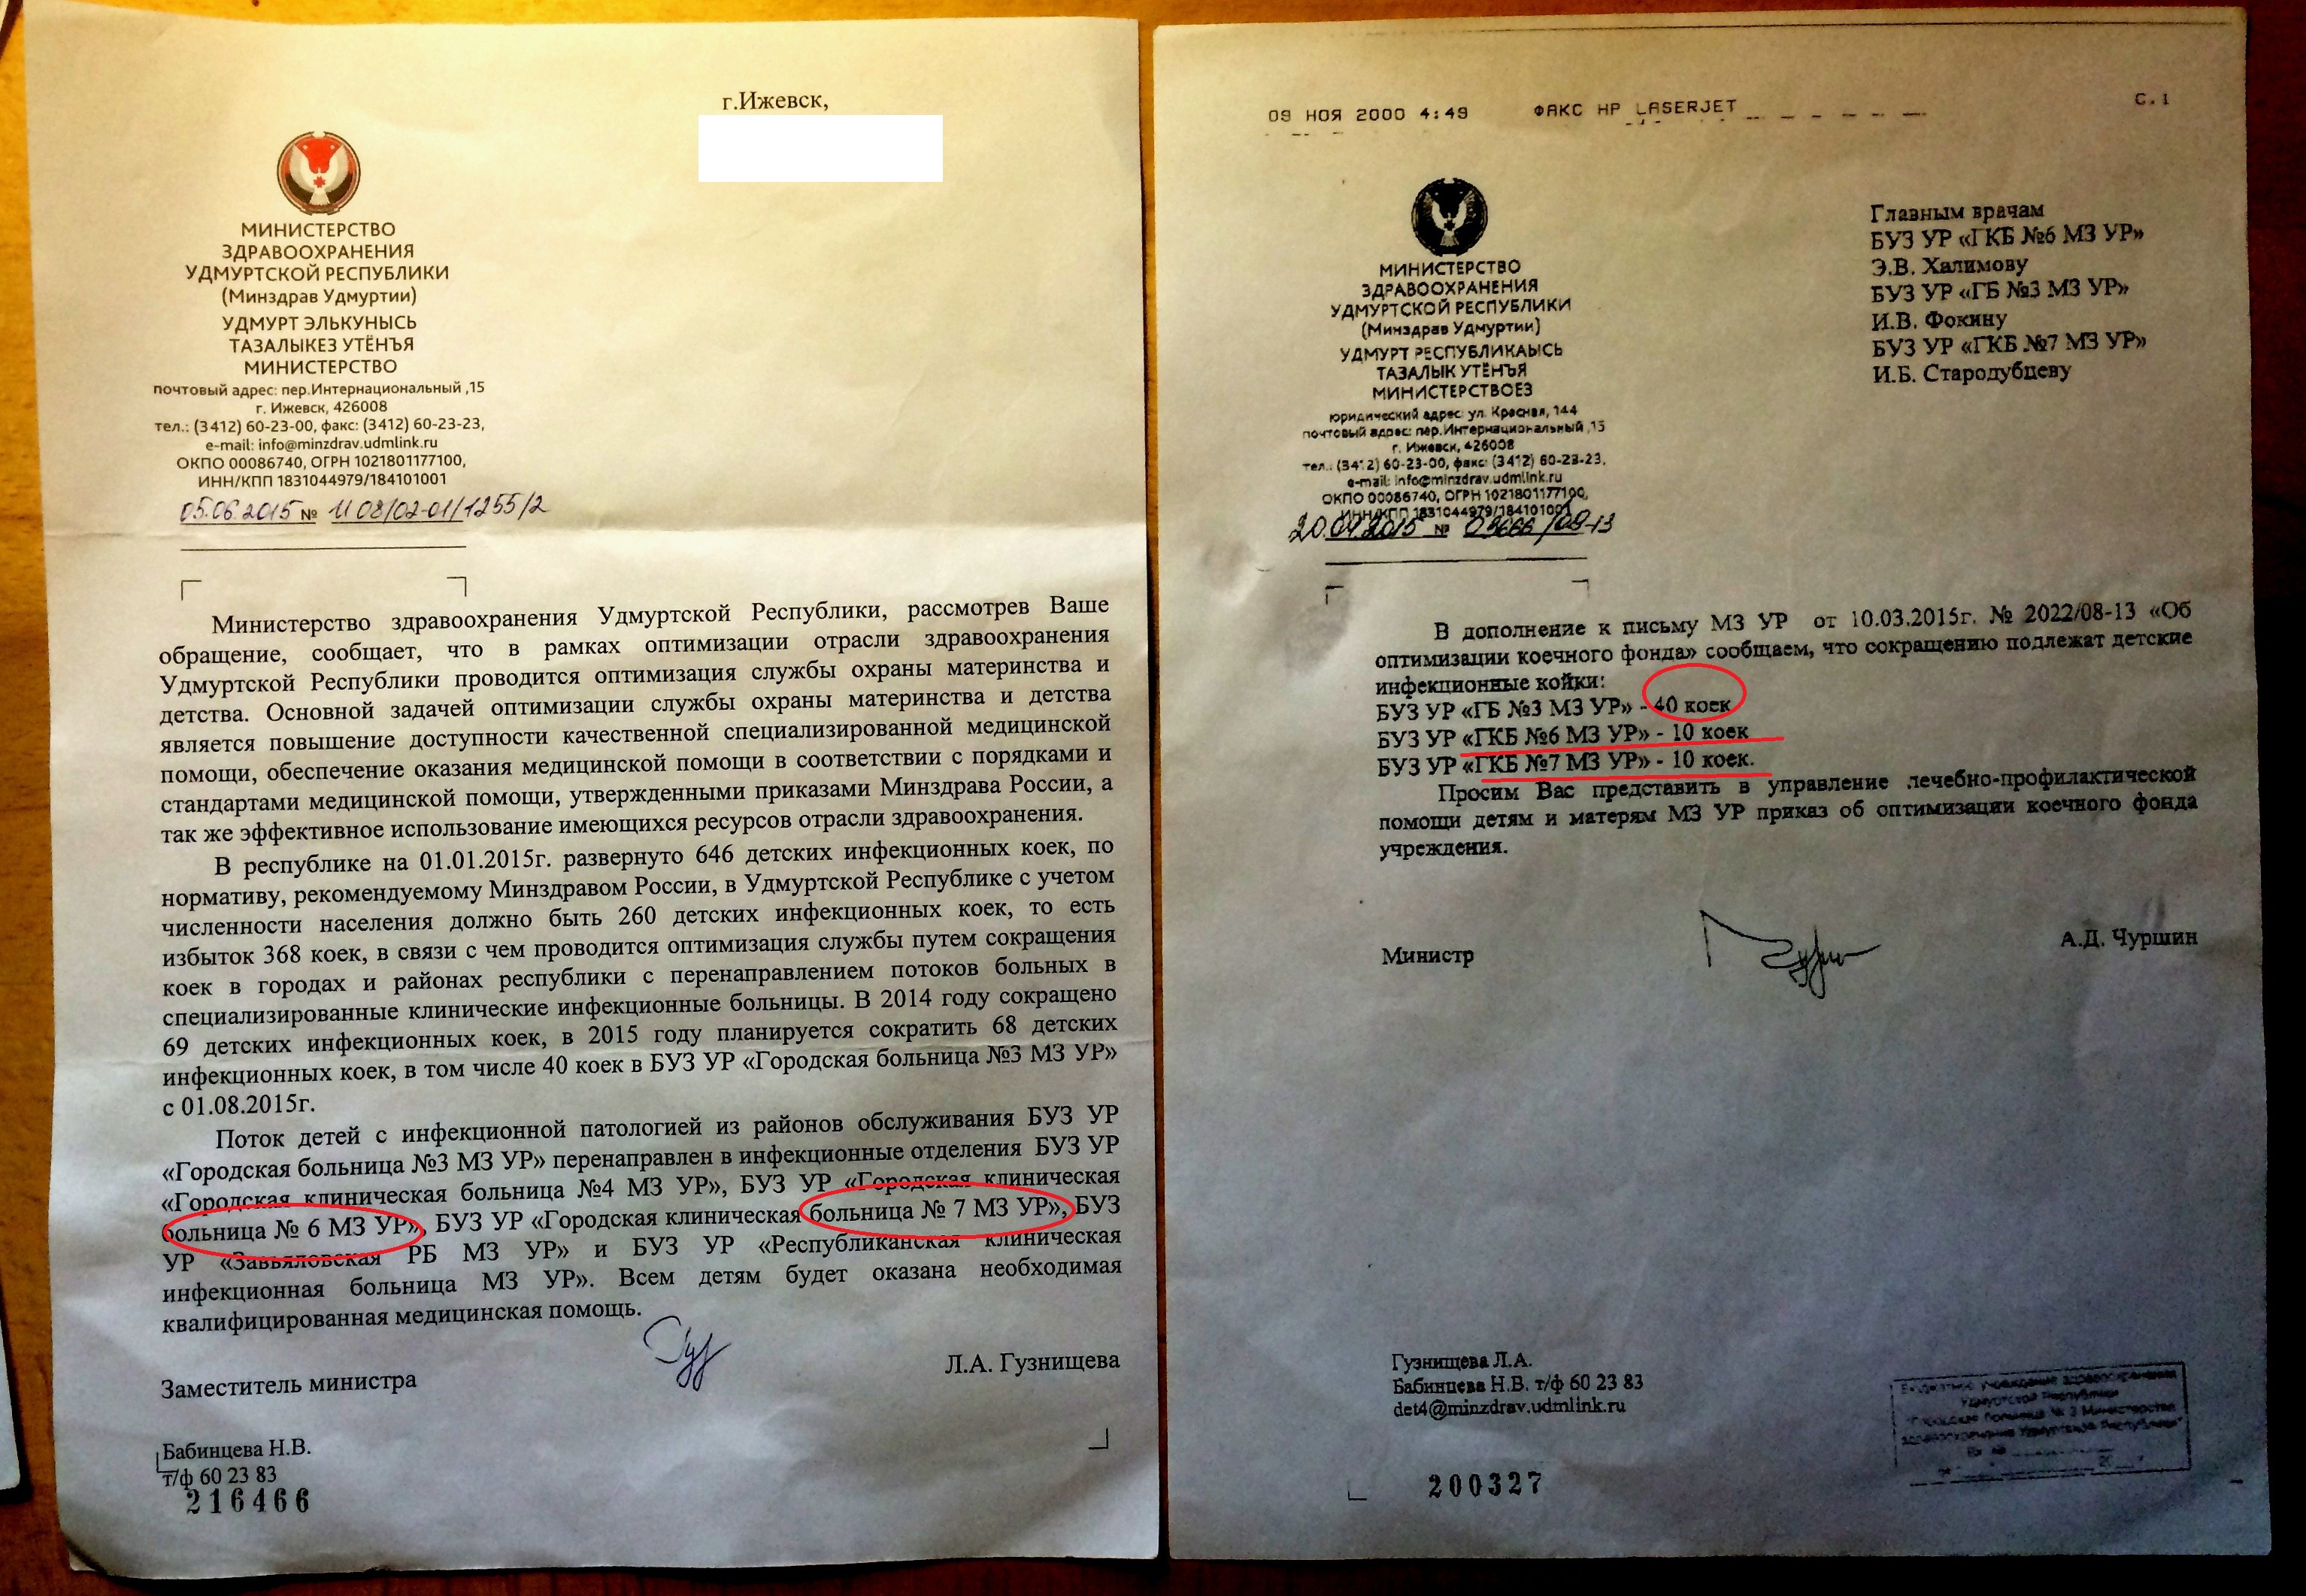 г.Ижевск,
МИНИСТЕРСТВО
ЗДРАВООХРАНЕНИЯ
УДМУРТСКОЙ РЕСПУБЛИКИ
(Минздрав Удмуртии)
УДМУРТ ЭЛЬКУНЫСЬ
ТАЗАЛЫКЕЗ УТЁНЪЯ
МИНИСТЕРСТВО
почтовый адрес: пер.Интернациональный ,15
г. Ижевск, 426008
тел.: (3412) 60-23-00, факс: (3412) 60-23-23,
e-mail: info@minzdrav.udmlink.ru
ОКПО 00086740, ОГРН 1021801177100,
ИНН/КПП 1831044979/184101001
05.06.2015 № 1108/02-01/1255/2
Министерство здравоохранения Удмуртской Республики, рассмотрев Ваше
обращение, сообщает, что в рамках оптимизации отрасли здравоохранения
Удмуртской Республики проводится оптимизация службы охраны материнства и
детства. Основной задачей оптимизации службы охраны материнства и детства
является повышение доступности качественной специализированной медицинской
помощи, обеспечение оказания медицинской помощи в соответствии с порядками и
стандартами медицинской помощи, утвержденными приказами Минздрава России, а
так же эффективное использование имеющихся ресурсов отрасли здравоохранения.
В республике на 01.01.2015г. развернуто 646 детских инфекционных коек, по
нормативу, рекомендуемому Минздравом России, в Удмуртской Республике с учетом
численности населения должно быть 260 детских инфекционных коек, то есть
избыток 368 коек, в связи с чем проводится оптимизация службы путем сокращения
коек в городах и районах республики с перенаправлением потоков больных в
специализированные клинические инфекционные больницы. В 2014 году сокращено
69 детских инфекционных коек, в 2015 году планируется сократить 68 детских
инфекционных коек, в том числе 40 коек в БУЗ УР «Городская больница №3 МЗ УР»
с 01.08.2015г.
Поток детей с инфекционной патологией из районов обслуживания БУЗ УР
«Городская больница №3 МЗ УР» перенаправлен в инфекционные отделения БУЗ УР
«Городская клиническая больница №4 МЗ УР», БУЗ УР «Городская клиническая
больница № 6 МЗ УР», БУЗ УР «Городская клиническая больница № 7 МЗ УР», БУЗ
УР «Завьяловская РБ МЗ УР» и БУЗ УР «Республиканская клиническая
инфекционная больница МЗ УР». Всем детям будет оказана необходимая
квалифицированная медицинская помощь.
Заместитель министра Л.А. Гузнищева
Бабинцева Н.В.
т/ф 60 23 83
216466
09 НОЯ 2000 4:49 ФАКС HP LASERJET С.1
МИНИСТЕРСТВО
ЗДРАВООХРАНЕНИЯ
УДМУРТСКОЙ РЕСПУБЛИКИ
(Минздрав Удмуртии)
УДМУРТ РЕСПУБЛИКАЫСЬ
ТАЗАЛЫК УТЁНЪЯ
МИНИСТЕРСТВОЕЗ
юридический адрес: ул. Красная, 144
почтовый адрес: пер.Интернациональный ,15
г. Ижевск, 426008
тел.: (3412) 60-23-00, факс: (3412) 60-23-23,
e-mail: info@minzdrav.udmlink.ru
ОКПО 00086740, ОГРН 1021801177100,
ИНН/КПП 1831044979/184101001
20.04.2015 № 03666/08-13
Главным врачам
БУЗ УР «ГКБ №6 МЗ УР»
Э.В. Халимову
БУЗ УР «ГБ №3 МЗ УР»
И.В. Фокину
БУЗ УР «ГКБ №7 МЗ УР»
И.Б. Стародубцеву
В дополнение к письму МЗ УР от 10.03.2015г. № 2022/08-13 «Об
оптимизации коечного фонда» сообщаем, что сокращению подлежат детские
инфекционные койки:
БУЗ УР «ГБ №3 МЗ УР» - 40 коек
БУЗ УР «ГКБ №6 МЗ УР» - 10 коек
БУЗ УР «ГКБ №7 МЗ УР» - 10 коек.
Просим Вас представить в управление лечебно-профилактической
помощи детям и матерям МЗ УР приказ об оптимизации коечного фонда
учреждения.
Министр А.Д. Чуршин
Гузнищева Л.А.
Бабинцева Н.В. т/ф 60 23 83
det4@minzdrav.udmlink.ru
Бюджетное учреждение здравоохранения
Удмуртской Республики
"Городская больница № 3 Министерства
здравоохранения Удмуртской Республики"
200327